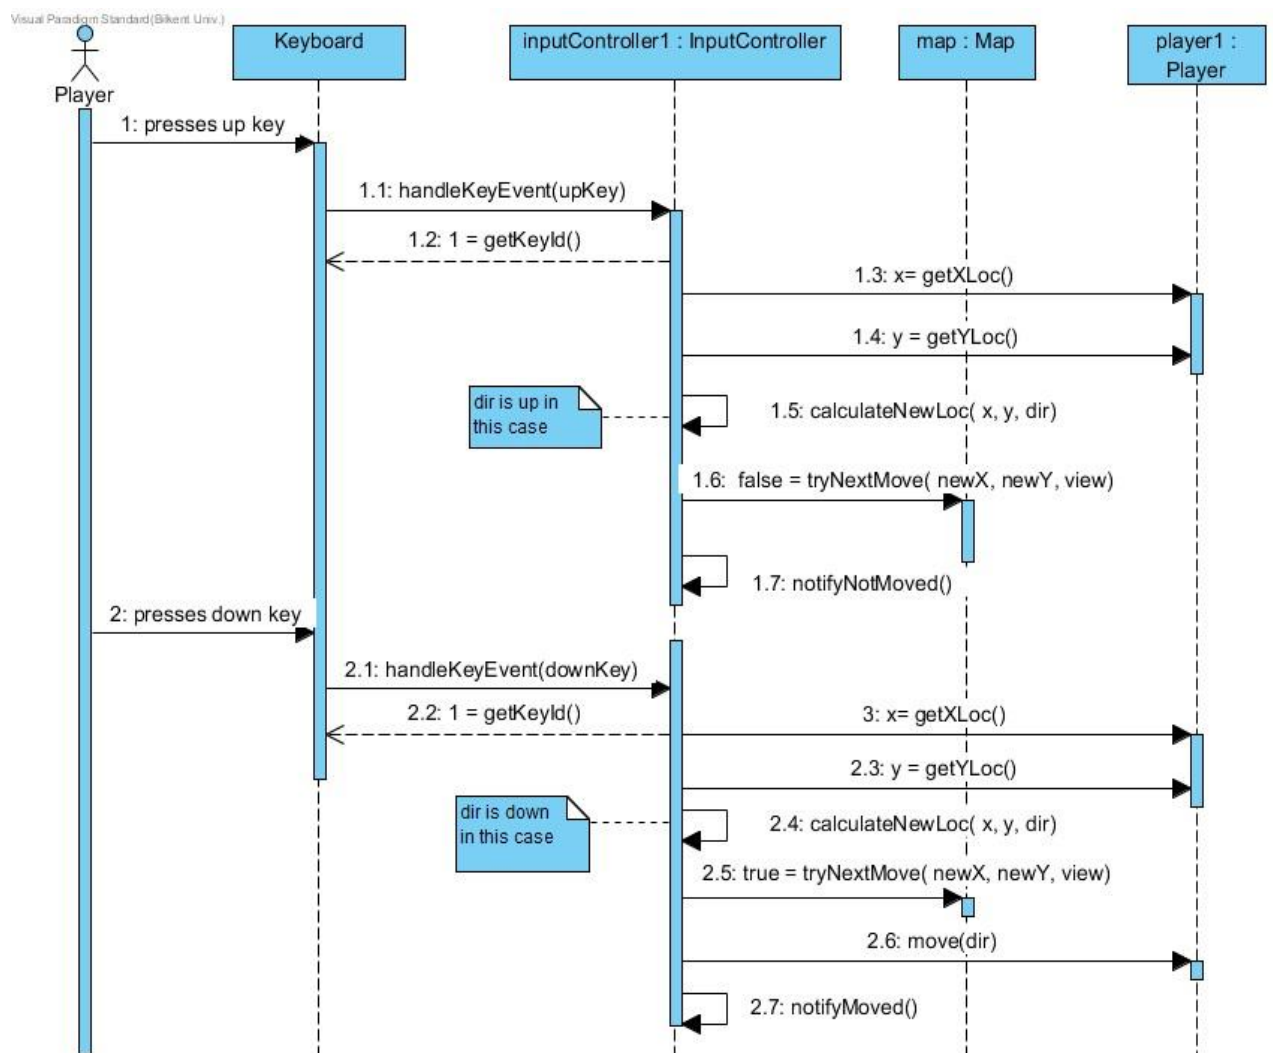 Visual Paradigm Standard(Bilkent Univ.)
Player
Keyboard
inputController1 : InputController
map : Map
player1 :
Player
1: presses up key
1.1: handleKeyEvent(upKey)
1.2: 1 = getKeyId()
1.3: x= getXLoc()
1.4: y = getYLoc()
dir is up in
this case
1.5: calculateNewLoc( x, y, dir)
1.6:  false = tryNextMove( newX, newY, view)
1.7: notifyNotMoved()
2: presses down key
2.1: handleKeyEvent(downKey)
2.2: 1 = getKeyId()
3: x= getXLoc()
2.3: y = getYLoc()
dir is down
in this case
2.4: calculateNewLoc( x, y, dir)
2.5: true = tryNextMove( newX, newY, view)
2.6: move(dir)
2.7: notifyMoved()